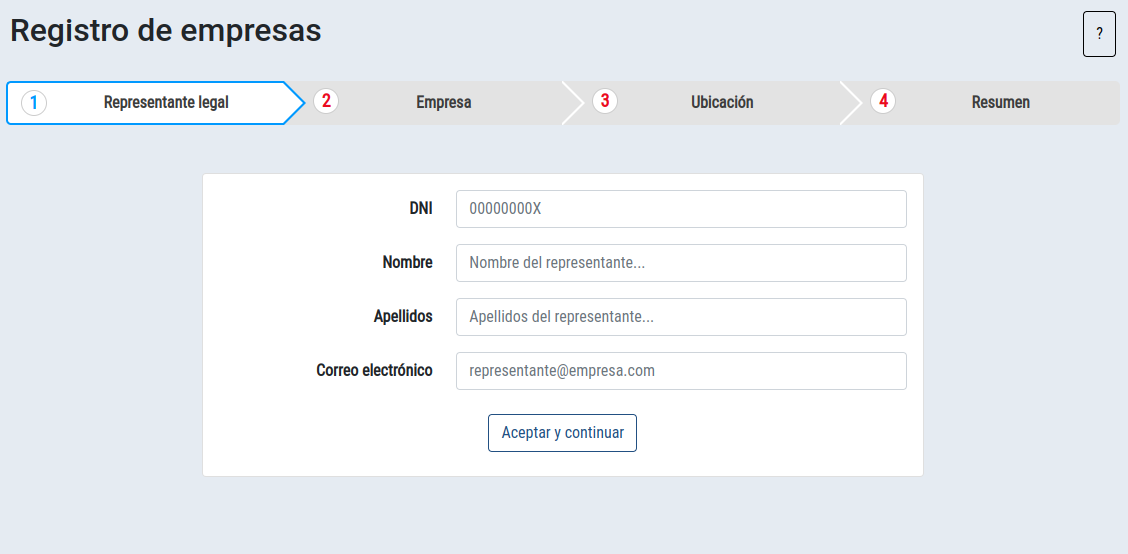 Registro de empresas
?
1 Representante legal 2 Empresa 3 Ubicación 4 Resumen
DNI 00000000X
Nombre Nombre del representante...
Apellidos Apellidos del representante...
Correo electrónico representante@empresa.com
Aceptar y continuar